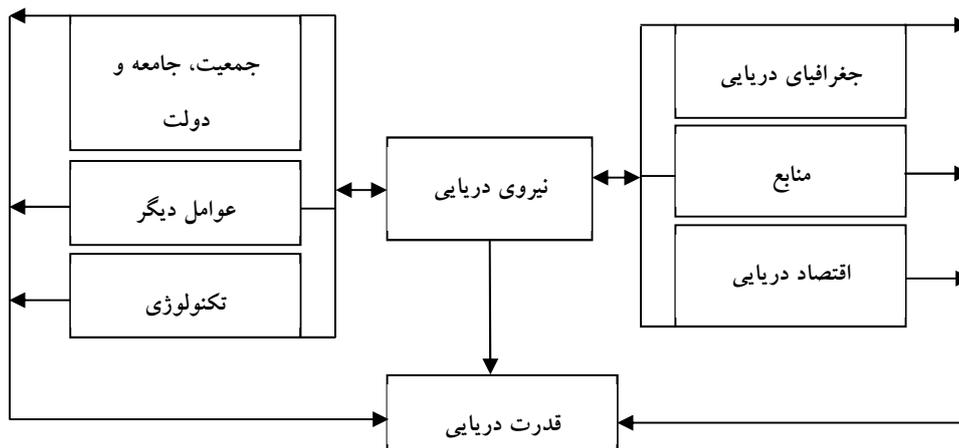 جمعیت، جامعه و
دولت
جغرافیای دریایی
نیروی دریایی
منابع
عوامل دیگر
اقتصاد دریایی
تکنولوژی
قدرت دریایی